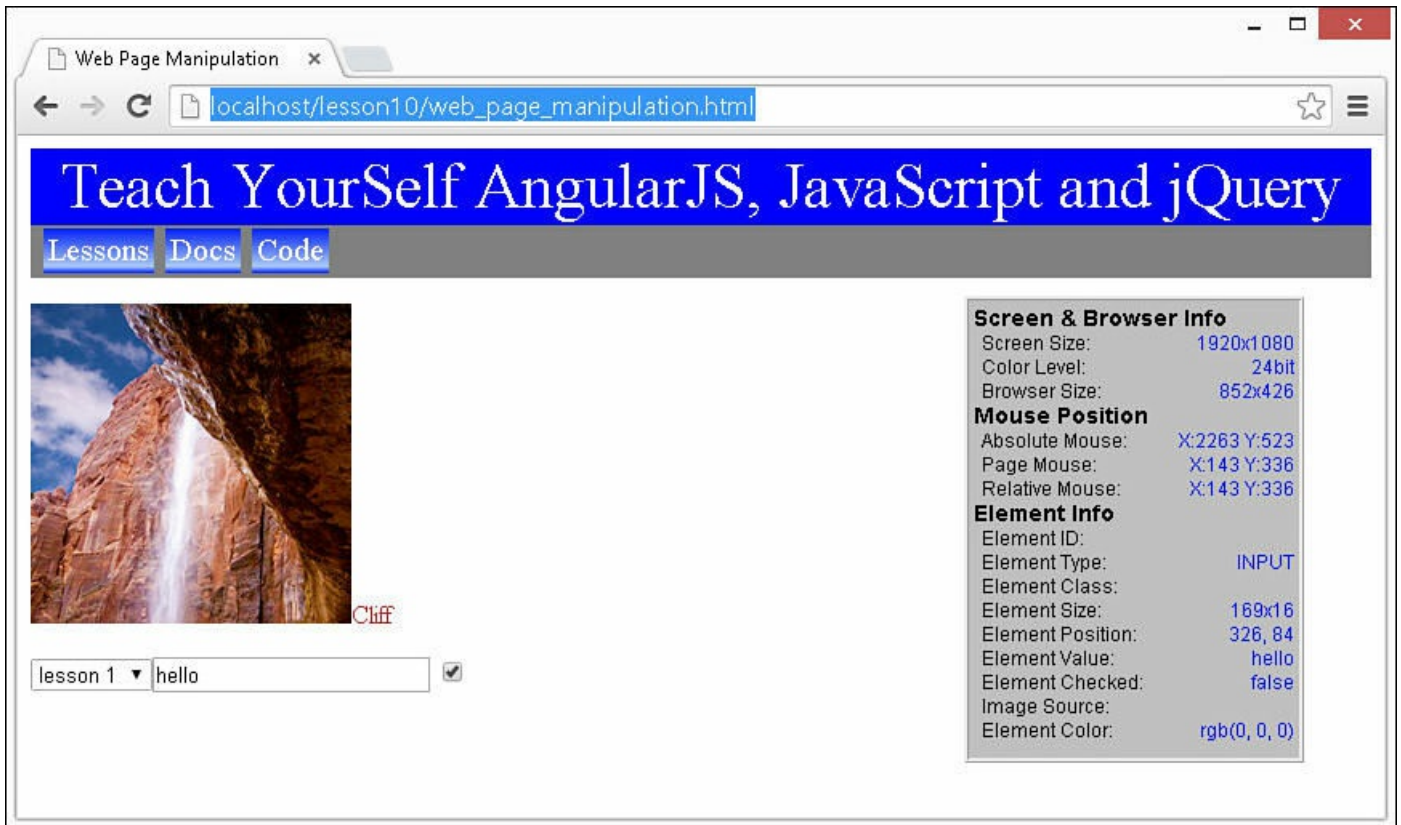 Web Page Manipulation
localhost/lesson10/web_page_manipulation.html
Teach YourSelf AngularJS, JavaScript and jQuery
Lessons Docs Code
Cliff
lesson 1 hello
Screen & Browser Info
Screen Size: 1920x1080
Color Level: 24bit
Browser Size: 852x426
Mouse Position
Absolute Mouse: X:2263 Y:523
Page Mouse: X:143 Y:336
Relative Mouse: X:143 Y:336
Element Info
Element ID:
Element Type: INPUT
Element Class:
Element Size: 169x16
Element Position: 326, 84
Element Value: hello
Element Checked: false
Image Source:
Element Color: rgb(0, 0, 0)